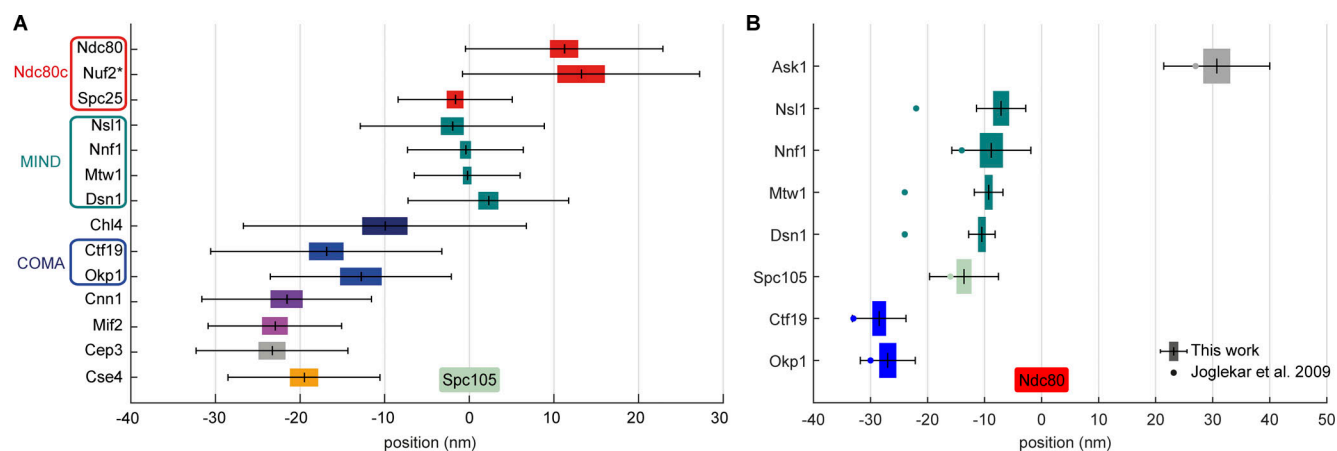 A
Ndc80c
Ndc80
Nuf2*
Spc25
MIND
Nsl1
Nnf1
Mtw1
Dsn1
Chl4
COMA
Ctf19
Okp1
Cnn1
Mif2
Cep3
Cse4
Spc105
-40 -30 -20 -10 0 10 20 30
position (nm)
B
Ask1
Nsl1
Nnf1
Mtw1
Dsn1
Spc105
Ctf19
Okp1
This work
Joglekar et al. 2009
Ndc80
-40 -30 -20 -10 0 10 20 30 40 50
position (nm)